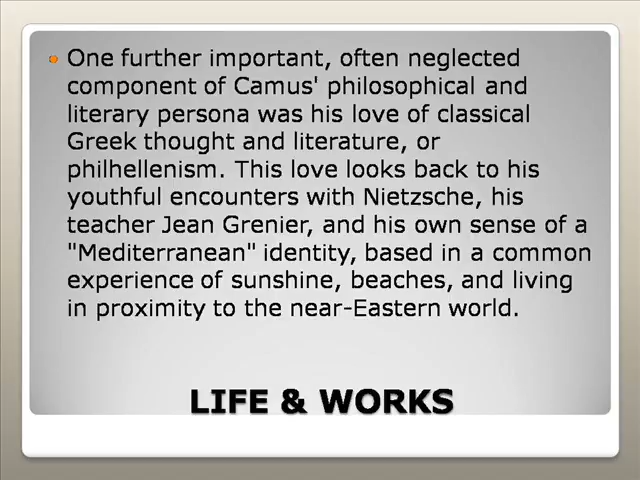 One further important, often neglected
component of Camus' philosophical and
literary persona was his love of classical
Greek thought and literature, or
philhellenism. This love looks back to his
youthful encounters with Nietzsche, his
teacher Jean Grenier, and his own sense of a
"Mediterranean" identity, based in a common
experience of sunshine, beaches, and living
in proximity to the near-Eastern world.
LIFE & WORKS